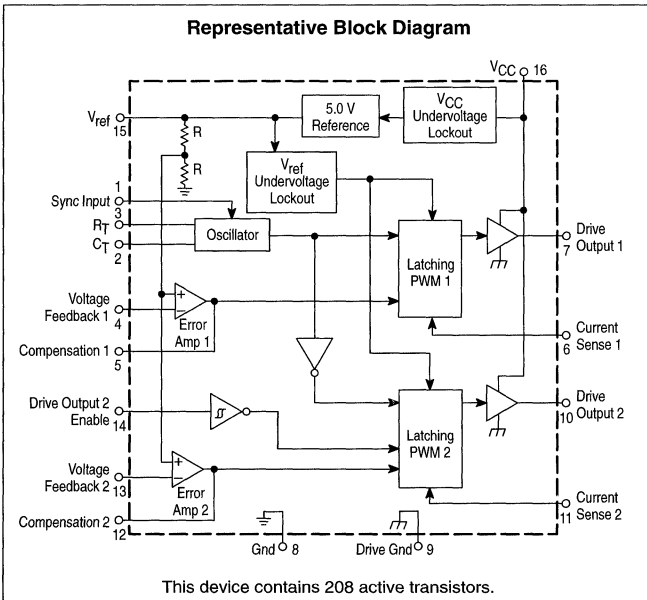 Representative Block Diagram
VCC 16
Vref
15
R
R
5.0 V
Reference
VCC
Undervoltage
Lockout
Vref
Undervoltage
Lockout
1
Sync Input
3
RT
CT
2
Oscillator
Latching
PWM 1
Drive
Output 1
7
Voltage
Feedback 1
4
+
–
Error
Amp 1
Compensation 1
5
Current
Sense 1
6
Drive Output 2
Enable
14
Latching
PWM 2
Drive
Output 2
10
Voltage
Feedback 2
13
+
–
Error
Amp 2
Compensation 2
12
Current
Sense 2
11
Gnd 8
Drive Gnd 9
This device contains 208 active transistors.